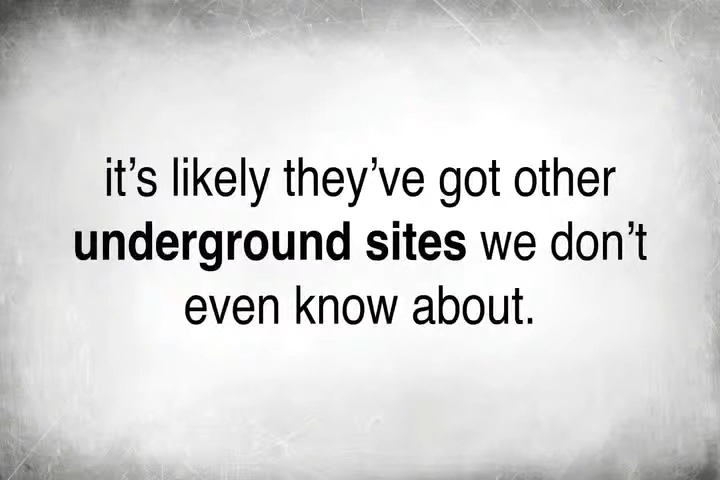 it’s likely they’ve got other
underground sites we don’t
even know about.